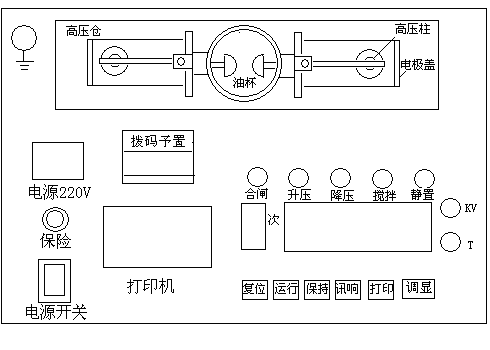 高压仓
高压柱
电极盖
油杯
拨码予置
电源220V
合闸 升压 降压 搅拌 静置
次
KV
保险
T
打印机
复位 运行 保持 讯响 打印 调显
电源开关